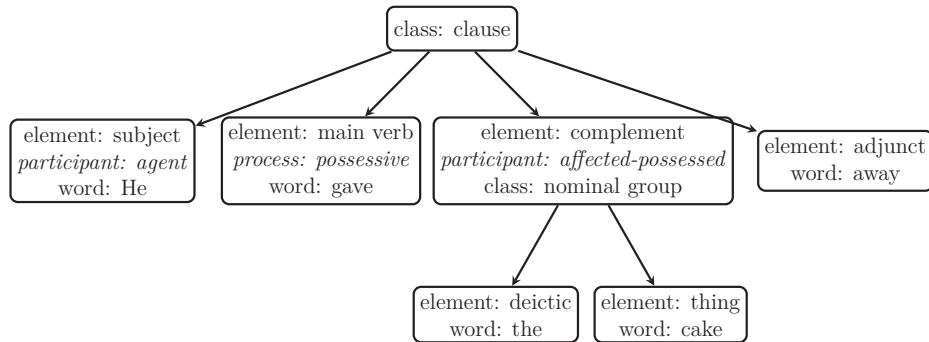 class: clause
element: subject
participant: agent
word: He
element: main verb
process: possessive
word: gave
element: complement
participant: affected-possessed
class: nominal group
element: adjunct
word: away
element: deictic
word: the
element: thing
word: cake